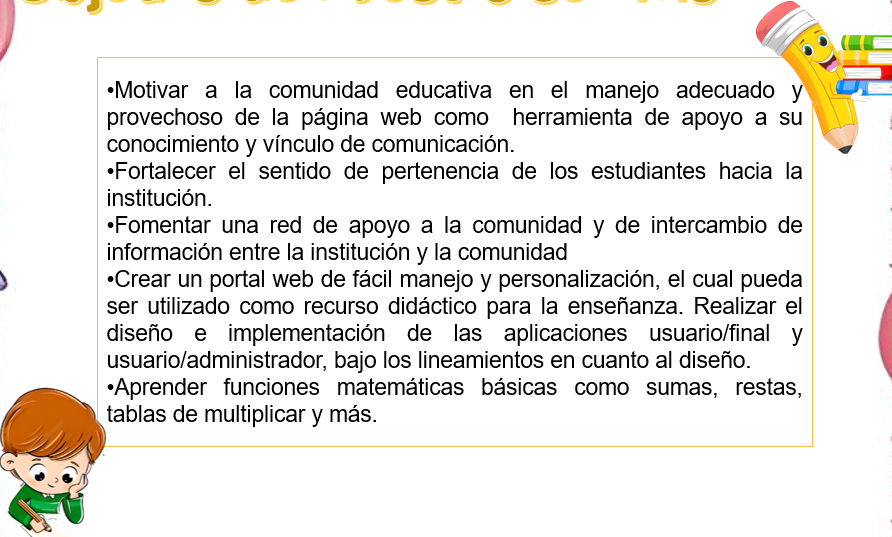 •Motivar a la comunidad educativa en el manejo adecuado y
provechoso de la página web como herramienta de apoyo a su
conocimiento y vínculo de comunicación.
•Fortalecer el sentido de pertenencia de los estudiantes hacia la
institución.
•Fomentar una red de apoyo a la comunidad y de intercambio de
información entre la institución y la comunidad
•Crear un portal web de fácil manejo y personalización, el cual pueda
ser utilizado como recurso didáctico para la enseñanza. Realizar el
diseño e implementación de las aplicaciones usuario/final y
usuario/administrador, bajo los lineamientos en cuanto al diseño.
•Aprender funciones matemáticas básicas como sumas, restas,
tablas de multiplicar y más.